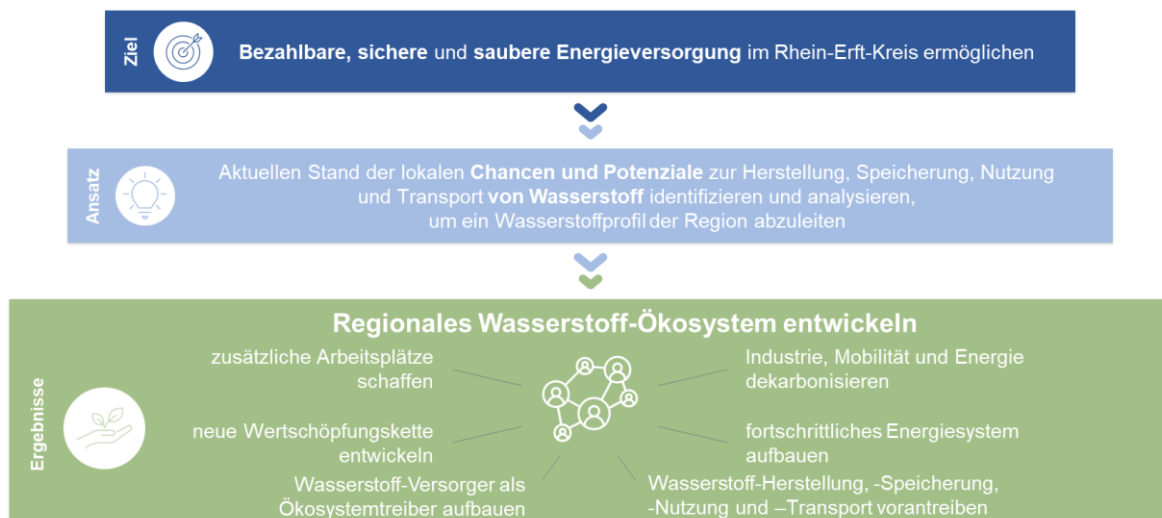 Ziel
Bezahlbare, sichere und saubere Energieversorgung im Rhein-Erft-Kreis ermöglichen
Ansatz
Aktuellen Stand der lokalen Chancen und Potenziale zur Herstellung, Speicherung, Nutzung
und Transport von Wasserstoff identifizieren und analysieren,
um ein Wasserstoffprofil der Region abzuleiten
Ergebnisse
Regionales Wasserstoff-Ökosystem entwickeln
zusätzliche Arbeitsplätze
schaffen
neue Wertschöpfungskette
entwickeln
Wasserstoff-Versorger als
Ökosystemtreiber aufbauen
Industrie, Mobilität und Energie
dekarbonisieren
fortschrittliches Energiesystem
aufbauen
Wasserstoff-Herstellung, -Speicherung,
-Nutzung und –Transport vorantreiben